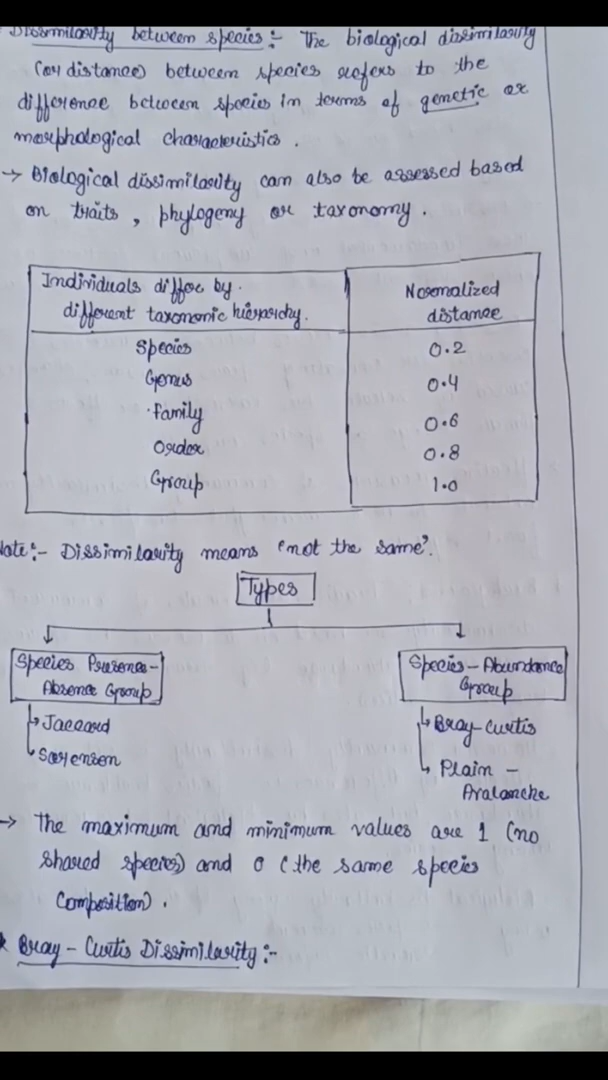 Dissimilarity between species :- The biological dissimilarity
(or distance) between species refers to the
difference between species in terms of genetic or
morphological characteristics.
→ Biological dissimilarity can also be assessed based
on traits, phylogeny or taxonomy.
Individuals differ by
different taxonomic hierarchy.
Normalized
distance
Species 0.2
Genus 0.4
Family 0.6
Order 0.8
Group 1.0
Note :- Dissimilarity means 'not the same'.
Types
Species Presence-
Absence Group
↳ Jaccard
↳ Sorenson
Species-Abundance
Group
↳ Bray-Curtis
↳ Plain -
Avalanche
→ The maximum and minimum values are 1 (no
shared species) and 0 (the same species
composition).
Bray - Curtis Dissimilarity :-